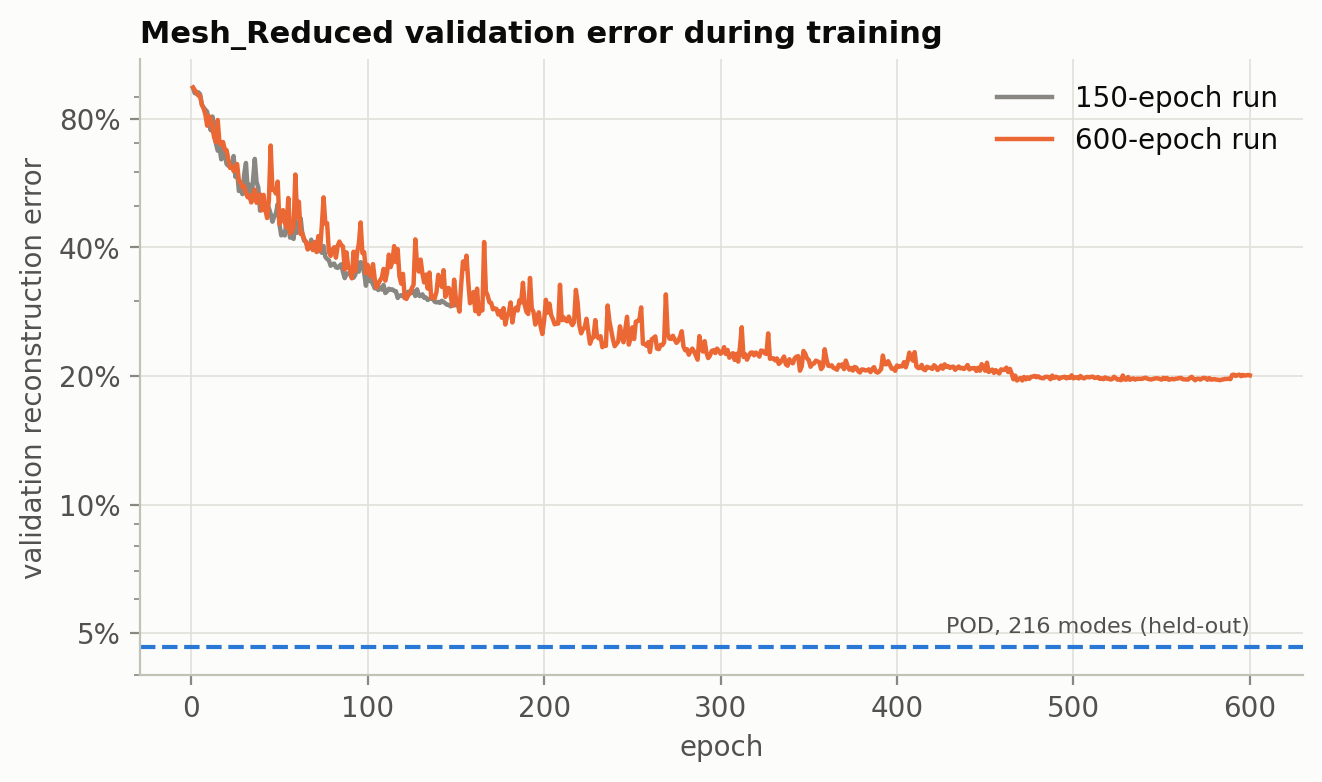 Mesh_Reduced validation error during training
150-epoch run
600-epoch run
validation reconstruction error
80%
40%
20%
10%
5%
POD, 216 modes (held-out)
0
100
200
300
400
500
600
epoch